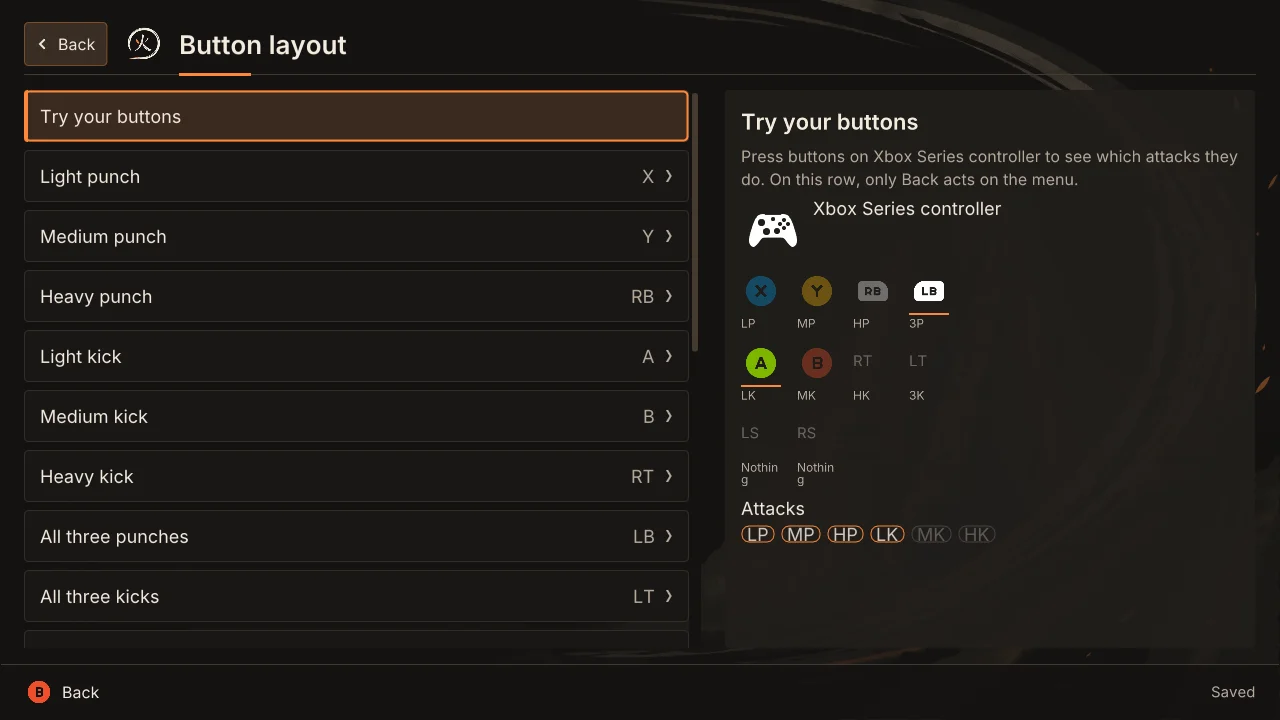 Back
火
Button layout
Try your buttons
Light punch X
Medium punch Y
Heavy punch RB
Light kick A
Medium kick B
Heavy kick RT
All three punches LB
All three kicks LT
Try your buttons
Press buttons on Xbox Series controller to see which attacks they
do. On this row, only Back acts on the menu.
Xbox Series controller
X Y RB LB
LP MP HP 3P
A B RT LT
LK MK HK 3K
LS RS
Nothin Nothin
g g
Attacks
LP MP HP LK MK HK
B Back
Saved